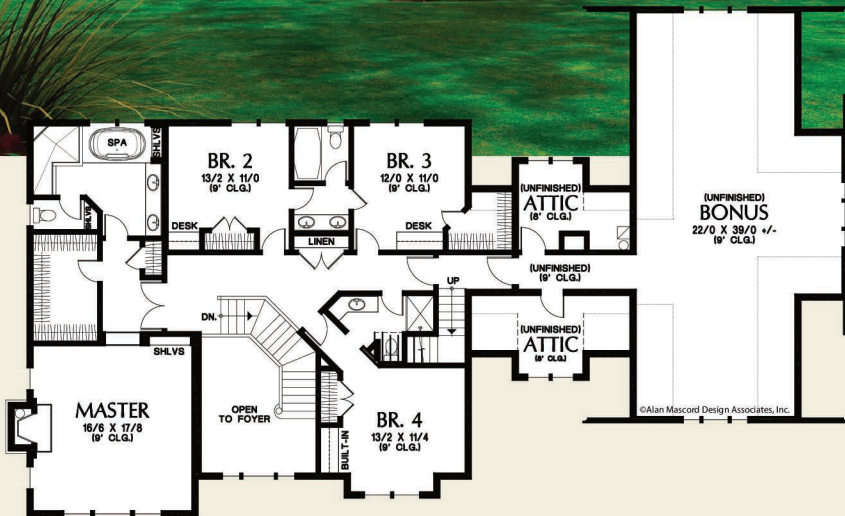 SPA
SHLVS
BR. 2
13/2 X 11/0
(9' CLG.)
BR. 3
12/0 X 11/0
(9' CLG.)
(UNFINISHED)
ATTIC
(8' CLG.)
(UNFINISHED)
BONUS
22/0 X 39/0 +/-
(9' CLG.)
SHLVS
DESK
DESK
LINEN
UP
(UNFINISHED)
(9' CLG.)
DN.
(UNFINISHED)
ATTIC
(8' CLG.)
SHLVS
MASTER
16/6 X 17/8
(9' CLG.)
OPEN
TO FOYER
BUILT-IN
BR. 4
13/2 X 11/4
(9' CLG.)
©Alan Mascord Design Associates, Inc.